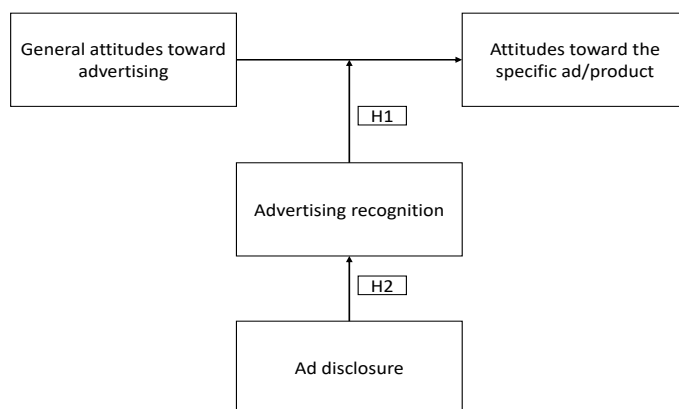 General attitudes toward
advertising
Attitudes toward the
specific ad/product
H1
Advertising recognition
H2
Ad disclosure